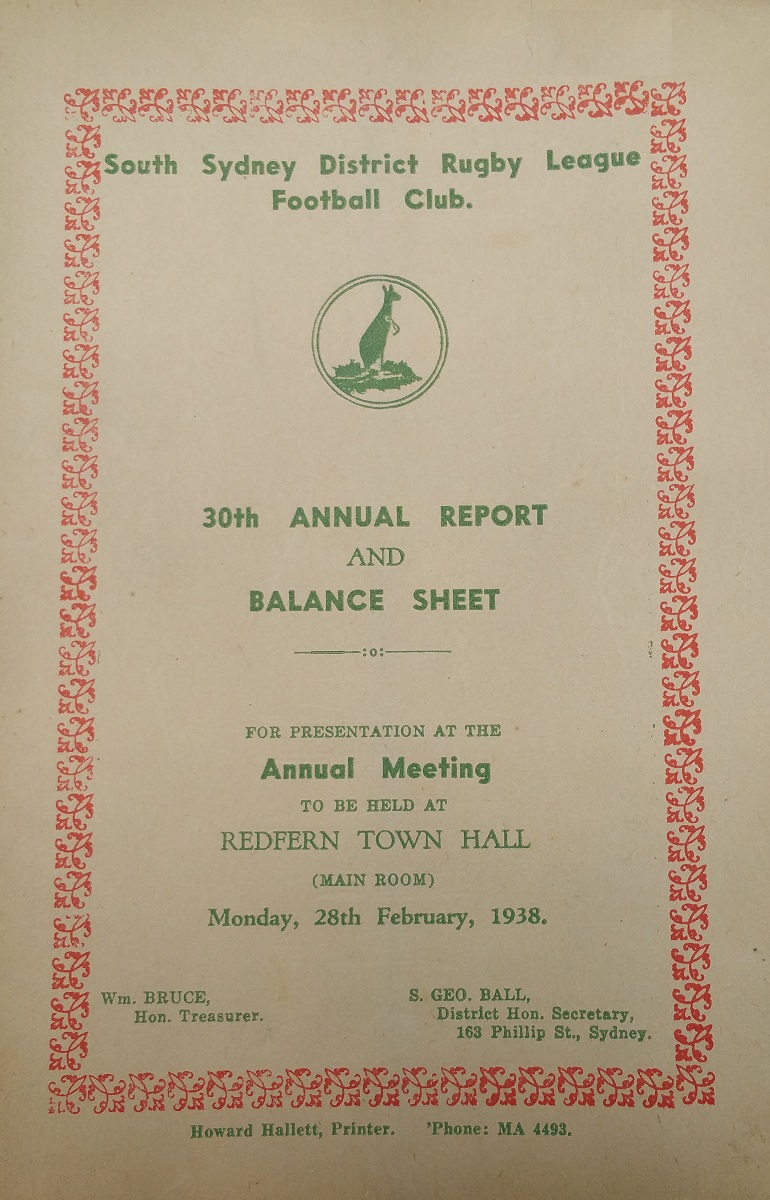 South Sydney District Rugby League
Football Club.
30th ANNUAL REPORT
AND
BALANCE SHEET
:o:
FOR PRESENTATION AT THE
Annual Meeting
TO BE HELD AT
REDFERN TOWN HALL
(MAIN ROOM)
Monday, 28th February, 1938.
Wm. BRUCE,
Hon. Treasurer.
S. GEO. BALL,
District Hon. Secretary,
163 Phillip St., Sydney.
Howard Hallett, Printer. 'Phone: MA 4493.